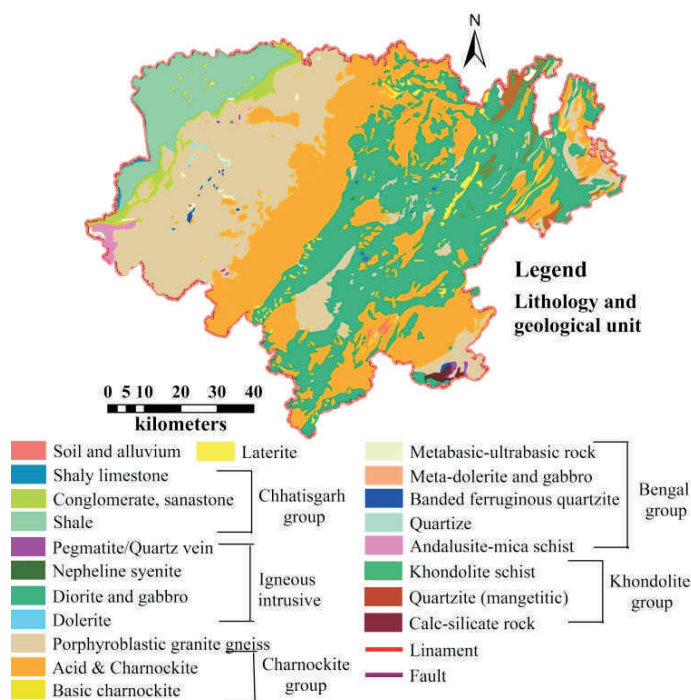 N
Legend
Lithology and
geological unit
0 5 10 20 30 40
kilometers
Soil and alluvium
Laterite
Shaly limestone
Conglomerate, sanastone
Shale
Chhatisgarh
group
Pegmatite/Quartz vein
Nepheline syenite
Diorite and gabbro
Dolerite
Igneous
intrusive
Porphyroblastic granite gneiss
Acid & Charnockite
Basic charnockite
Charnockite
group
Metabasic-ultrabasic rock
Meta-dolerite and gabbro
Banded ferruginous quartzite
Quartize
Andalusite-mica schist
Bengal
group
Khondolite schist
Quartzite (mangetitic)
Calc-silicate rock
Khondolite
group
Linament
Fault